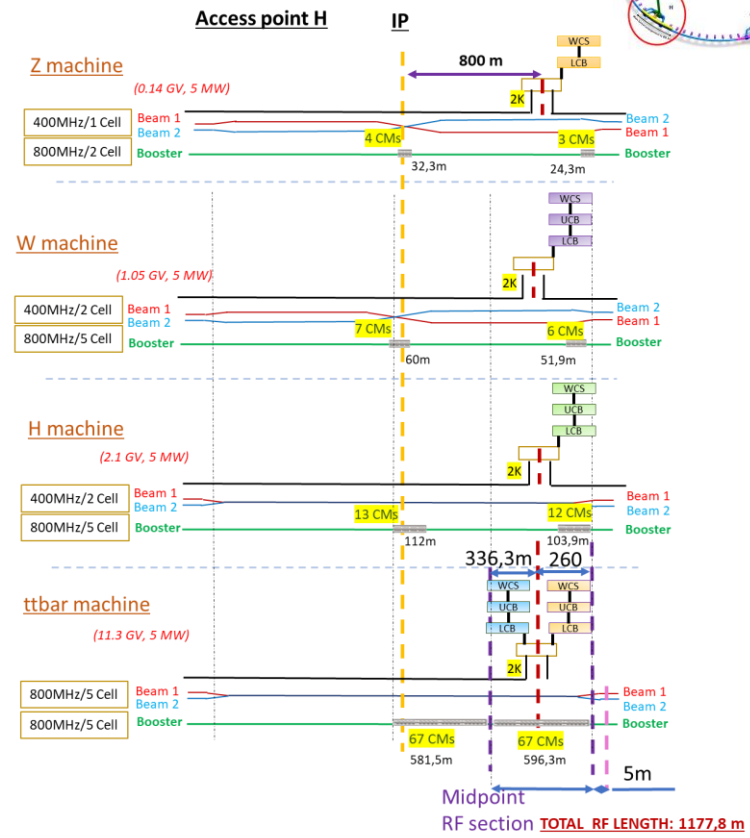 Access point H
IP
H
WCS
LCB
800 m
Z machine
(0.14 GV, 5 MW)
2K
400MHz/1 Cell
Beam 1
Beam 2
Beam 2
Beam 1
4 CMs
3 CMs
800MHz/2 Cell
Booster
Booster
32,3m
24,3m
WCS
UCB
LCB
W machine
(1.05 GV, 5 MW)
2K
400MHz/2 Cell
Beam 1
Beam 2
Beam 2
Beam 1
7 CMs
6 CMs
800MHz/5 Cell
Booster
Booster
60m
51,9m
WCS
UCB
LCB
H machine
(2.1 GV, 5 MW)
2K
400MHz/2 Cell
Beam 1
Beam 2
Beam 1
Beam 2
13 CMs
12 CMs
800MHz/5 Cell
Booster
Booster
112m
103,9m
336,3m
260
WCS
UCB
LCB
WCS
UCB
LCB
ttbar machine
(11.3 GV, 5 MW)
2K
800MHz/5 Cell
Beam 1
Beam 2
Beam 1
Beam 2
800MHz/5 Cell
Booster
Booster
67 CMs
67 CMs
581,5m
596,3m
5m
Midpoint
RF section
TOTAL RF LENGTH: 1177,8 m